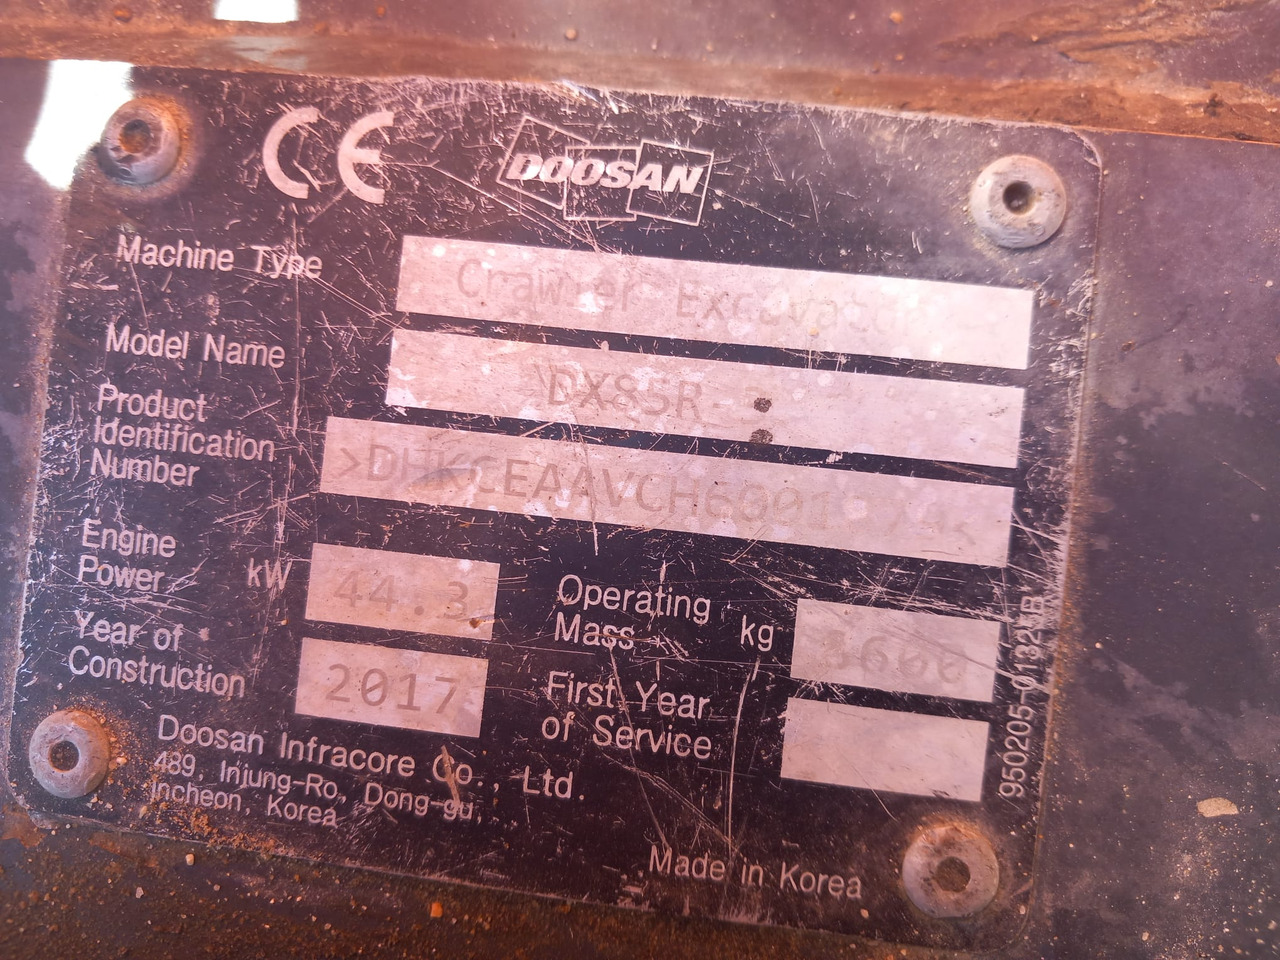 CE DOOSAN
Machine Type Crawler Excavator
Model Name DX85R-
Product
Identification
Number
Engine
Power kW 44.3
Operating
Mass kg
Year of
Construction 2017
First Year
of Service
Doosan Infracore Co., Ltd.
489, Injung-Ro, Dong-gu,
Incheon, Korea
Made in Korea